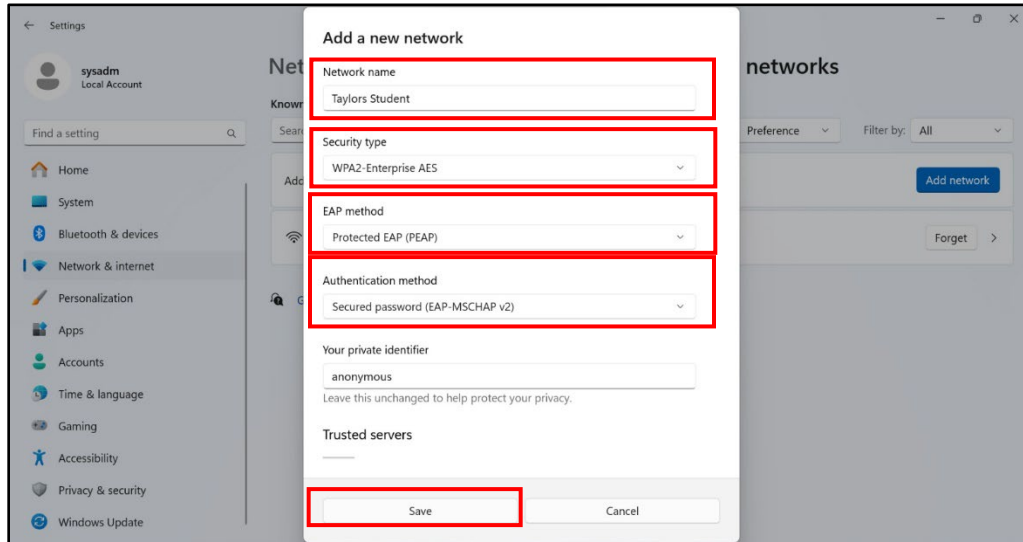 Settings
sysadm
Local Account
Find a setting
Home
System
Bluetooth & devices
Network & internet
Personalization
Apps
Accounts
Time & language
Gaming
Accessibility
Privacy & security
Windows Update
Net
networks
Known
Sear
Preference
Filter by:
All
Add
Add network
Forget
G
Add a new network
Network name
Taylors Student
Security type
WPA2-Enterprise AES
EAP method
Protected EAP (PEAP)
Authentication method
Secured password (EAP-MSCHAP v2)
Your private identifier
anonymous
Leave this unchanged to help protect your privacy.
Trusted servers
Save
Cancel